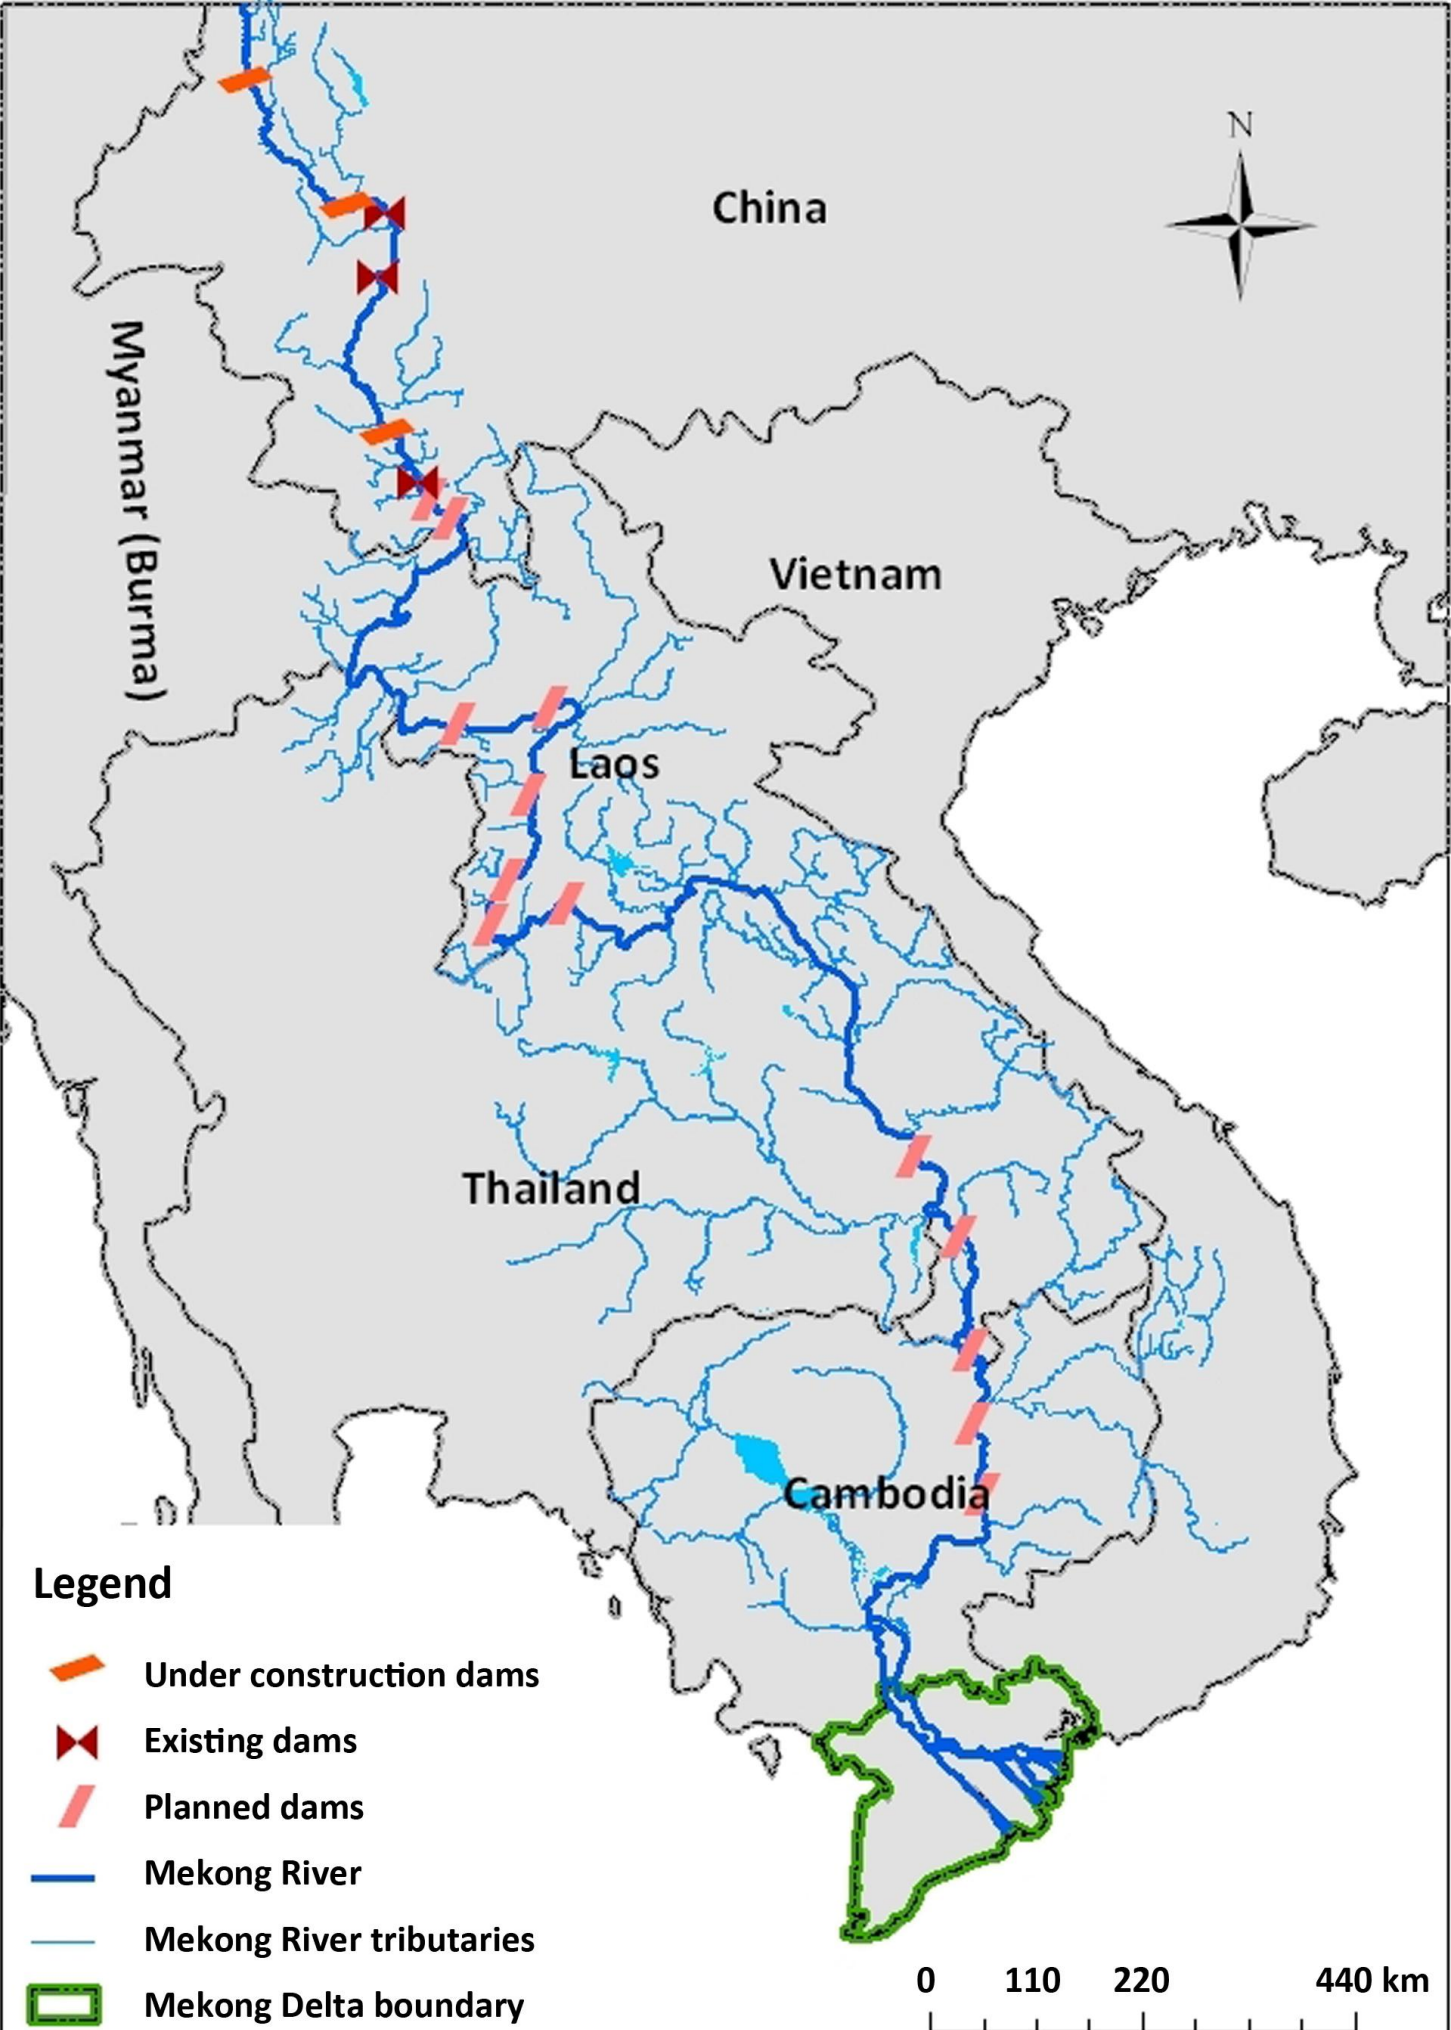 N
China
Myanmar (Burma)
Vietnam
Laos
Thailand
Cambodia
Legend
Under construction dams
Existing dams
Planned dams
Mekong River
Mekong River tributaries
Mekong Delta boundary
0 110 220 440 km